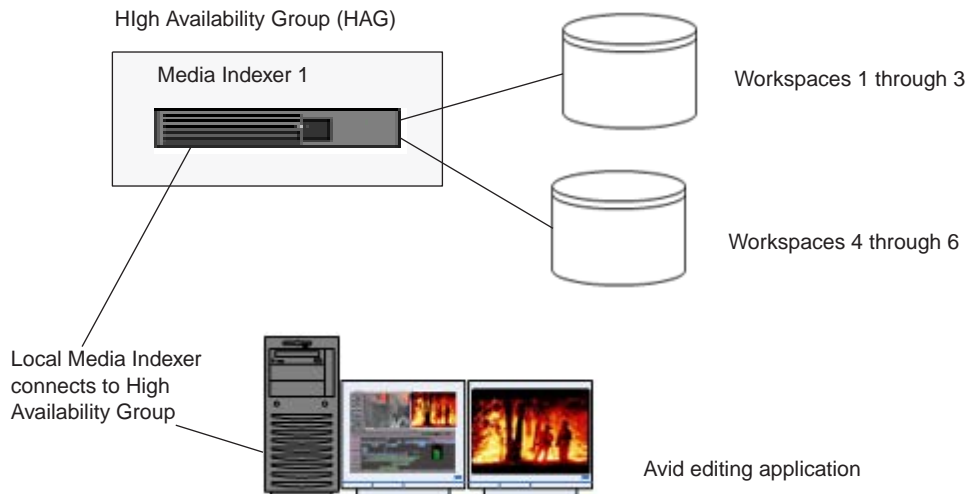 HIgh Availability Group (HAG)
Media Indexer 1
Workspaces 1 through 3
Workspaces 4 through 6
Local Media Indexer
connects to High
Availability Group
Avid editing application